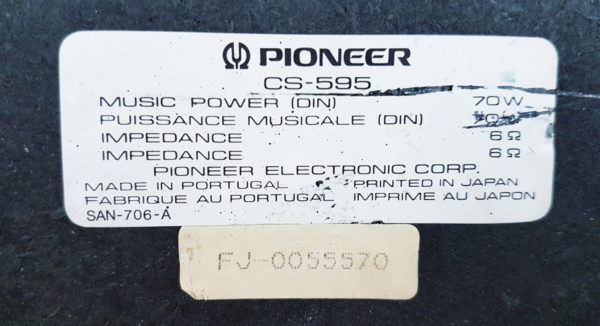 PIONEER
CS-595
MUSIC POWER (DIN) 70W
PUISSANCE MUSICALE (DIN)
IMPEDANCE 6Ω
IMPEDANCE 6Ω
PIONEER ELECTRONIC CORP.
MADE IN PORTUGAL PRINTED IN JAPAN
FABRIQUE AU PORTUGAL IMPRIME AU JAPON
SAN-706-A
FJ-0055570